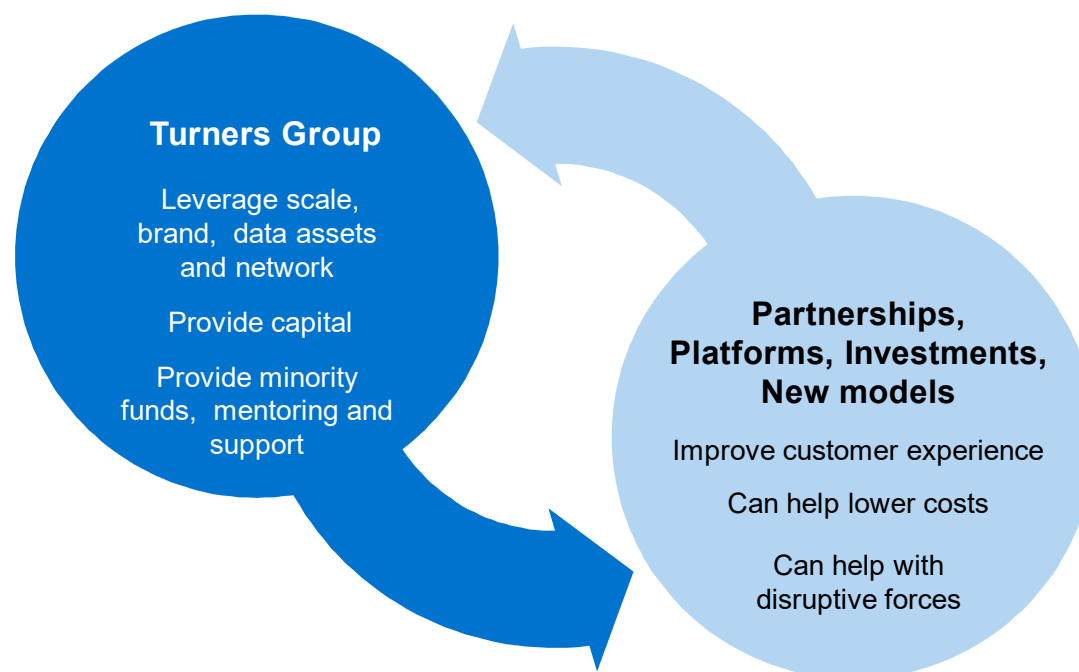 Turners Group
Leverage scale,
brand, data assets
and network
Provide capital
Provide minority
funds, mentoring and
support
Partnerships,
Platforms, Investments,
New models
Improve customer experience
Can help lower costs
Can help with
disruptive forces